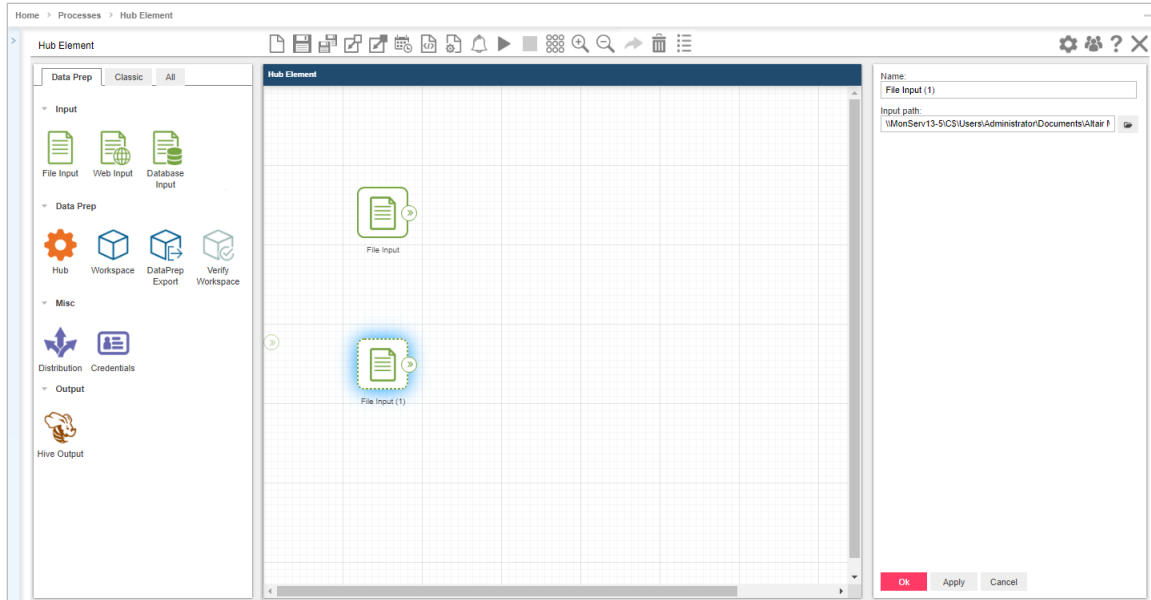 Home > Processes > Hub Element
Hub Element
Data Prep Classic All
Input
File Input Web Input Database Input
Data Prep
Hub Workspace DataPrep Export Verify Workspace
Misc
Distribution Credentials
Output
Hive Output
Hub Element
File Input
File Input (1)
Name:
File Input (1)
Input path:
\\MonServ13-5\C$\Users\Administrator\Documents\Altair
Ok Apply Cancel